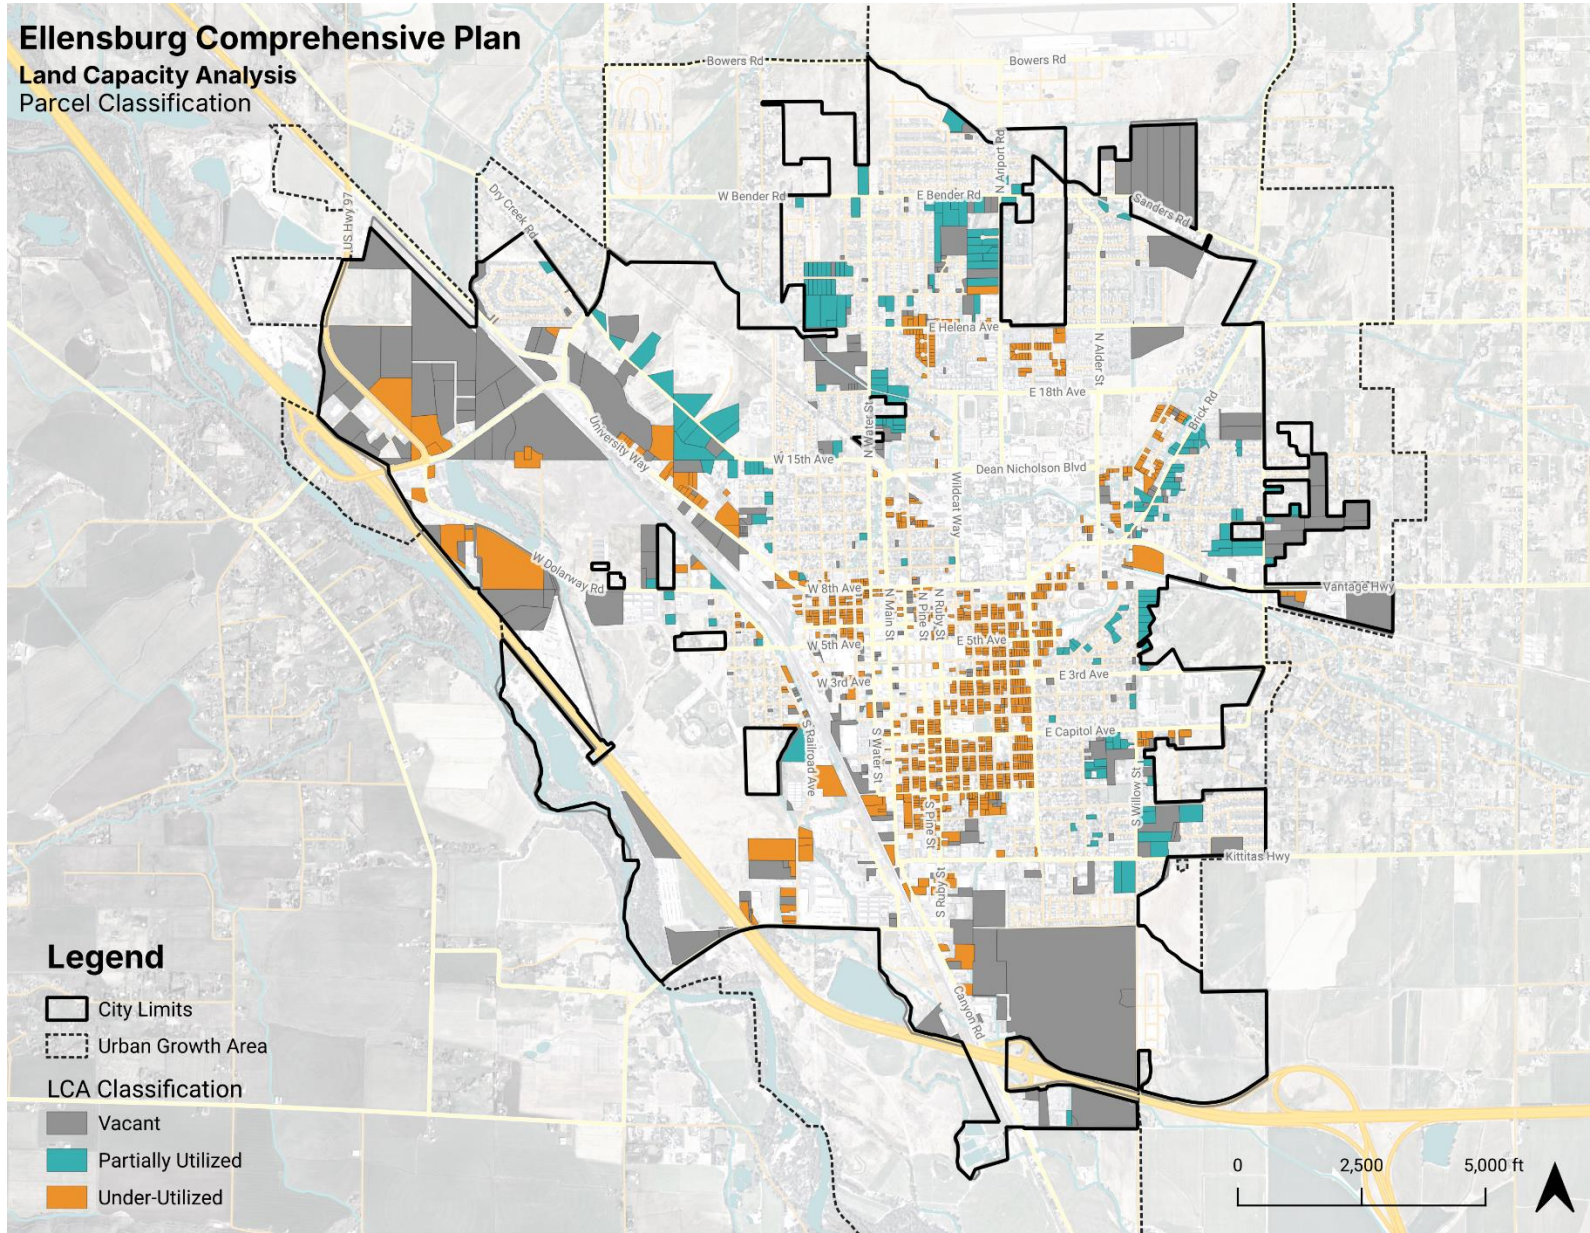 Ellensburg Comprehensive Plan
Land Capacity Analysis
Parcel Classification
Bowers Rd
Bowers Rd
N Ariport Rd
US Hwy 97
Dry Creek Rd
W Bender Rd
E Bender Rd
Sanders Rd
E Helena Ave
N Alder St
E 18th Ave
Brick Rd
N Water St
University Way
W 15th Ave
Dean Nicholson Blvd
Wildcat Way
W Dolarway Rd
W 8th Ave
Vantage Hwy
N Main St
N Pine St
N Ruby St
W 5th Ave
E 5th Ave
W 3rd Ave
E 3rd Ave
S Railroad Ave
S Water St
E Capitol Ave
S Willow St
S Pine St
Kittitas Hwy
S Ruby St
Canyon Rd
Legend
City Limits
Urban Growth Area
LCA Classification
Vacant
Partially Utilized
Under-Utilized
0 2,500 5,000 ft